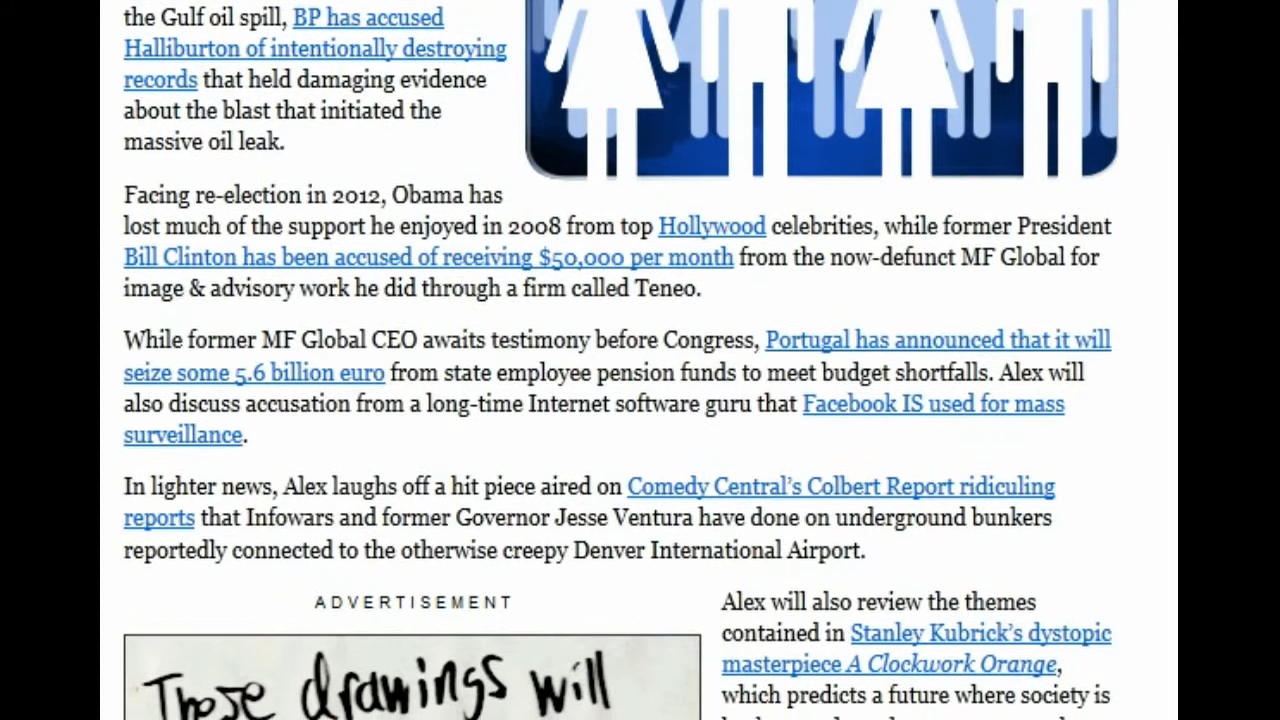 the Gulf oil spill, BP has accused
Halliburton of intentionally destroying
records that held damaging evidence
about the blast that initiated the
massive oil leak.
Facing re-election in 2012, Obama has
lost much of the support he enjoyed in 2008 from top Hollywood celebrities, while former President
Bill Clinton has been accused of receiving $50,000 per month from the now-defunct MF Global for
image & advisory work he did through a firm called Teneo.
While former MF Global CEO awaits testimony before Congress, Portugal has announced that it will
seize some 5.6 billion euro from state employee pension funds to meet budget shortfalls. Alex will
also discuss accusation from a long-time Internet software guru that Facebook IS used for mass
surveillance.
In lighter news, Alex laughs off a hit piece aired on Comedy Central's Colbert Report ridiculing
reports that Infowars and former Governor Jesse Ventura have done on underground bunkers
reportedly connected to the otherwise creepy Denver International Airport.
ADVERTISEMENT
These drawings will
Alex will also review the themes
contained in Stanley Kubrick's dystopic
masterpiece A Clockwork Orange,
which predicts a future where society is